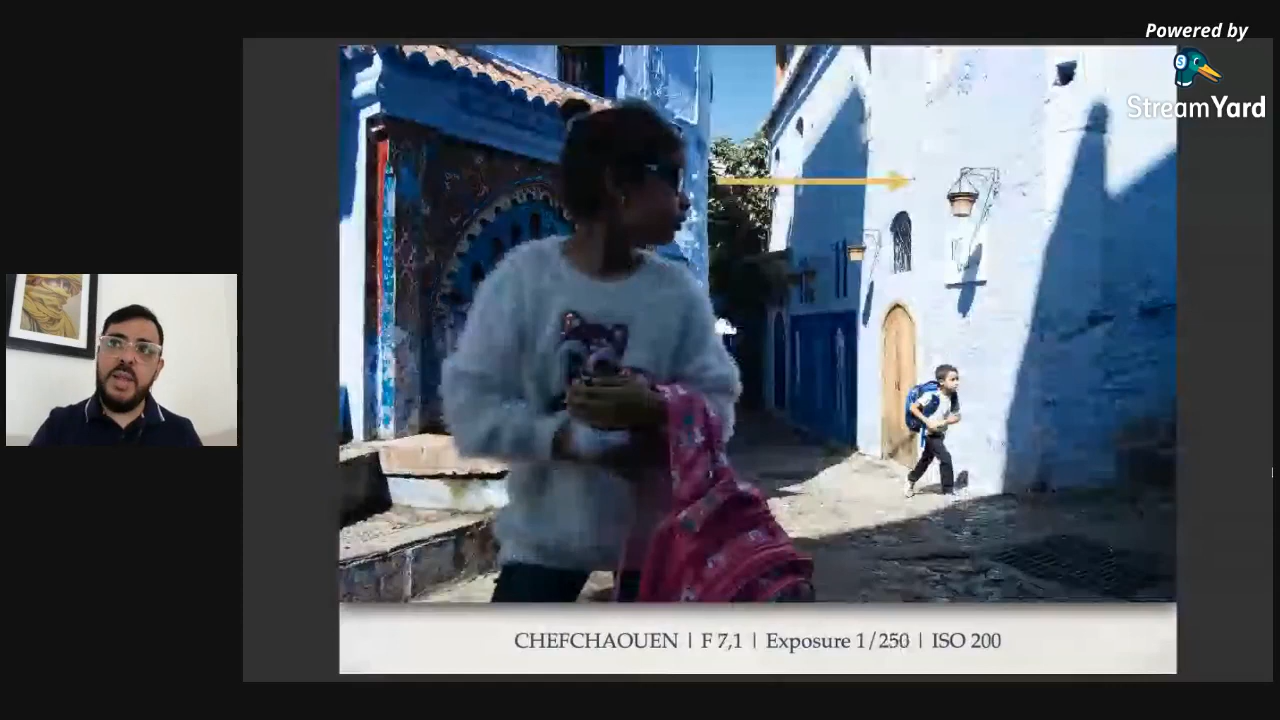 Powered by
StreamYard
CHEFCHAOUEN | F 7,1 | Exposure 1/250 | ISO 200